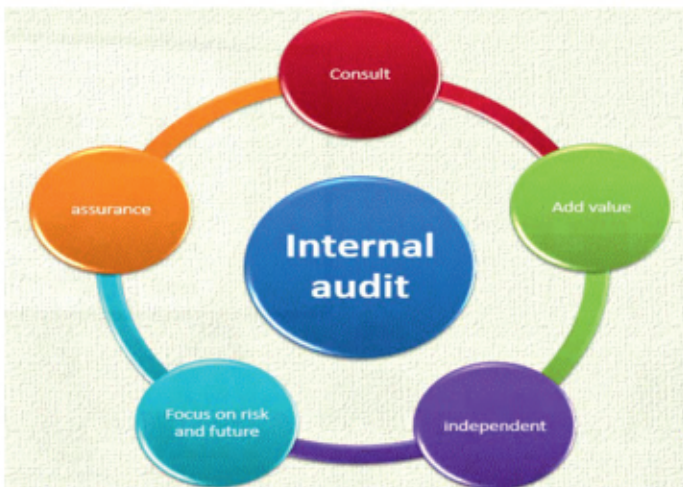 Consult
assurance
Add value
Internal
audit
Focus on risk
and future
independent